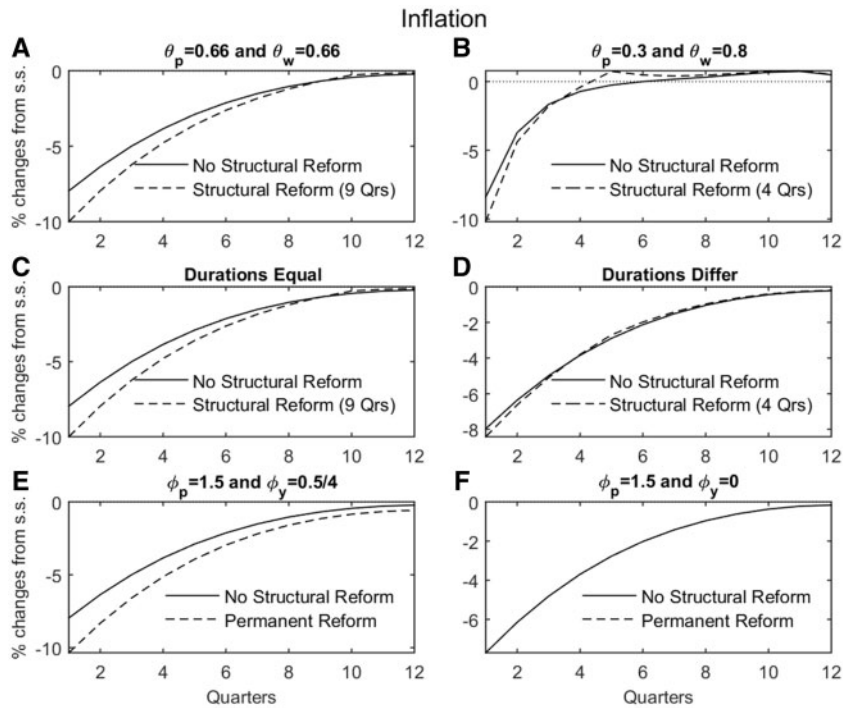 Inflation
A
θp=0.66 and θw=0.66
% changes from s.s.
0
-5
-10
No Structural Reform
Structural Reform (9 Qrs)
2 4 6 8 10 12
B
θp=0.3 and θw=0.8
0
-5
-10
No Structural Reform
Structural Reform (4 Qrs)
2 4 6 8 10 12
C
Durations Equal
% changes from s.s.
0
-5
-10
No Structural Reform
Structural Reform (9 Qrs)
2 4 6 8 10 12
Quarters
D
Durations Differ
-2
-4
-6
-8
No Structural Reform
Structural Reform (4 Qrs)
2 4 6 8 10 12
Quarters
E
ϕp=1.5 and ϕy=0.5/4
% changes from s.s.
0
-5
-10
No Structural Reform
Permanent Reform
2 4 6 8 10 12
Quarters
F
ϕp=1.5 and ϕy=0
0
-2
-4
-6
No Structural Reform
Permanent Reform
2 4 6 8 10 12
Quarters